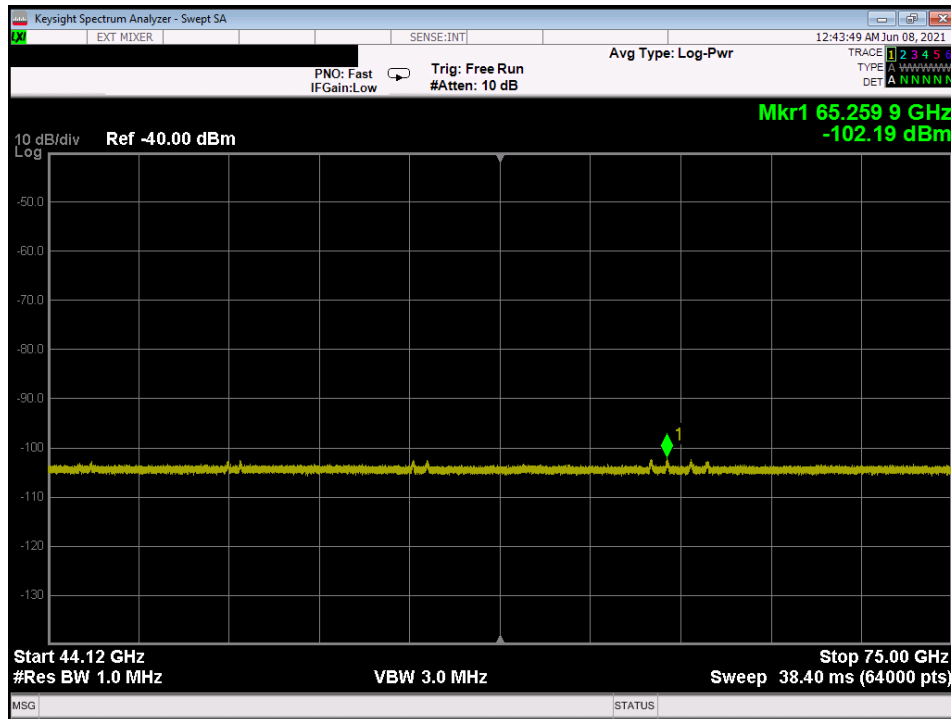 Keysight Spectrum Analyzer - Swept SA
LXI EXT MIXER SENSE:INT 12:43:49 AM Jun 08, 2021
PNO: Fast Trig: Free Run Avg Type: Log-Pwr TRACE 1 2 3 4 5 6
IFGain:Low #Atten: 10 dB TYPE A WWWWW
DET A N N N N N
Mkr1 65.259 9 GHz
-102.19 dBm
10 dB/div Ref -40.00 dBm
Log
-50.0
-60.0
-70.0
-80.0
-90.0
1
-100
-110
-120
-130
Start 44.12 GHz Stop 75.00 GHz
#Res BW 1.0 MHz VBW 3.0 MHz Sweep 38.40 ms (64000 pts)
MSG STATUS